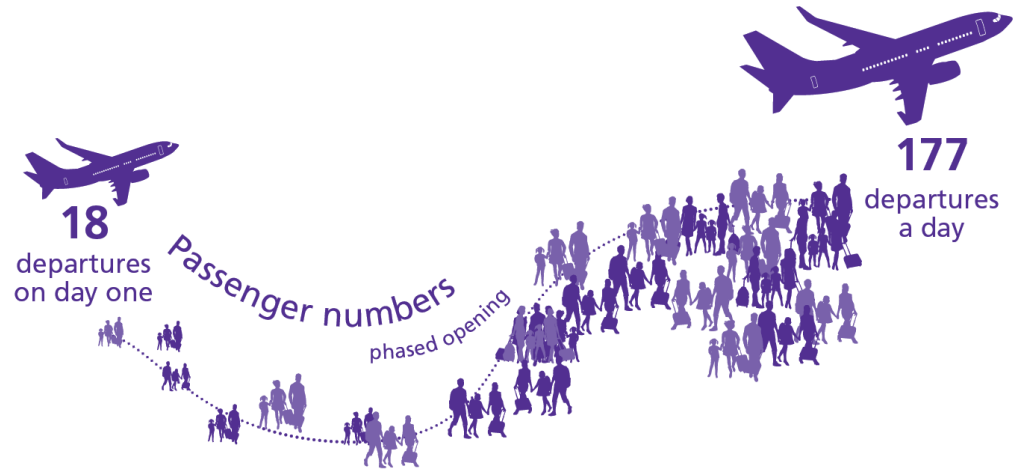 18
departures
on day one
Passenger numbers
phased opening
177
departures
a day